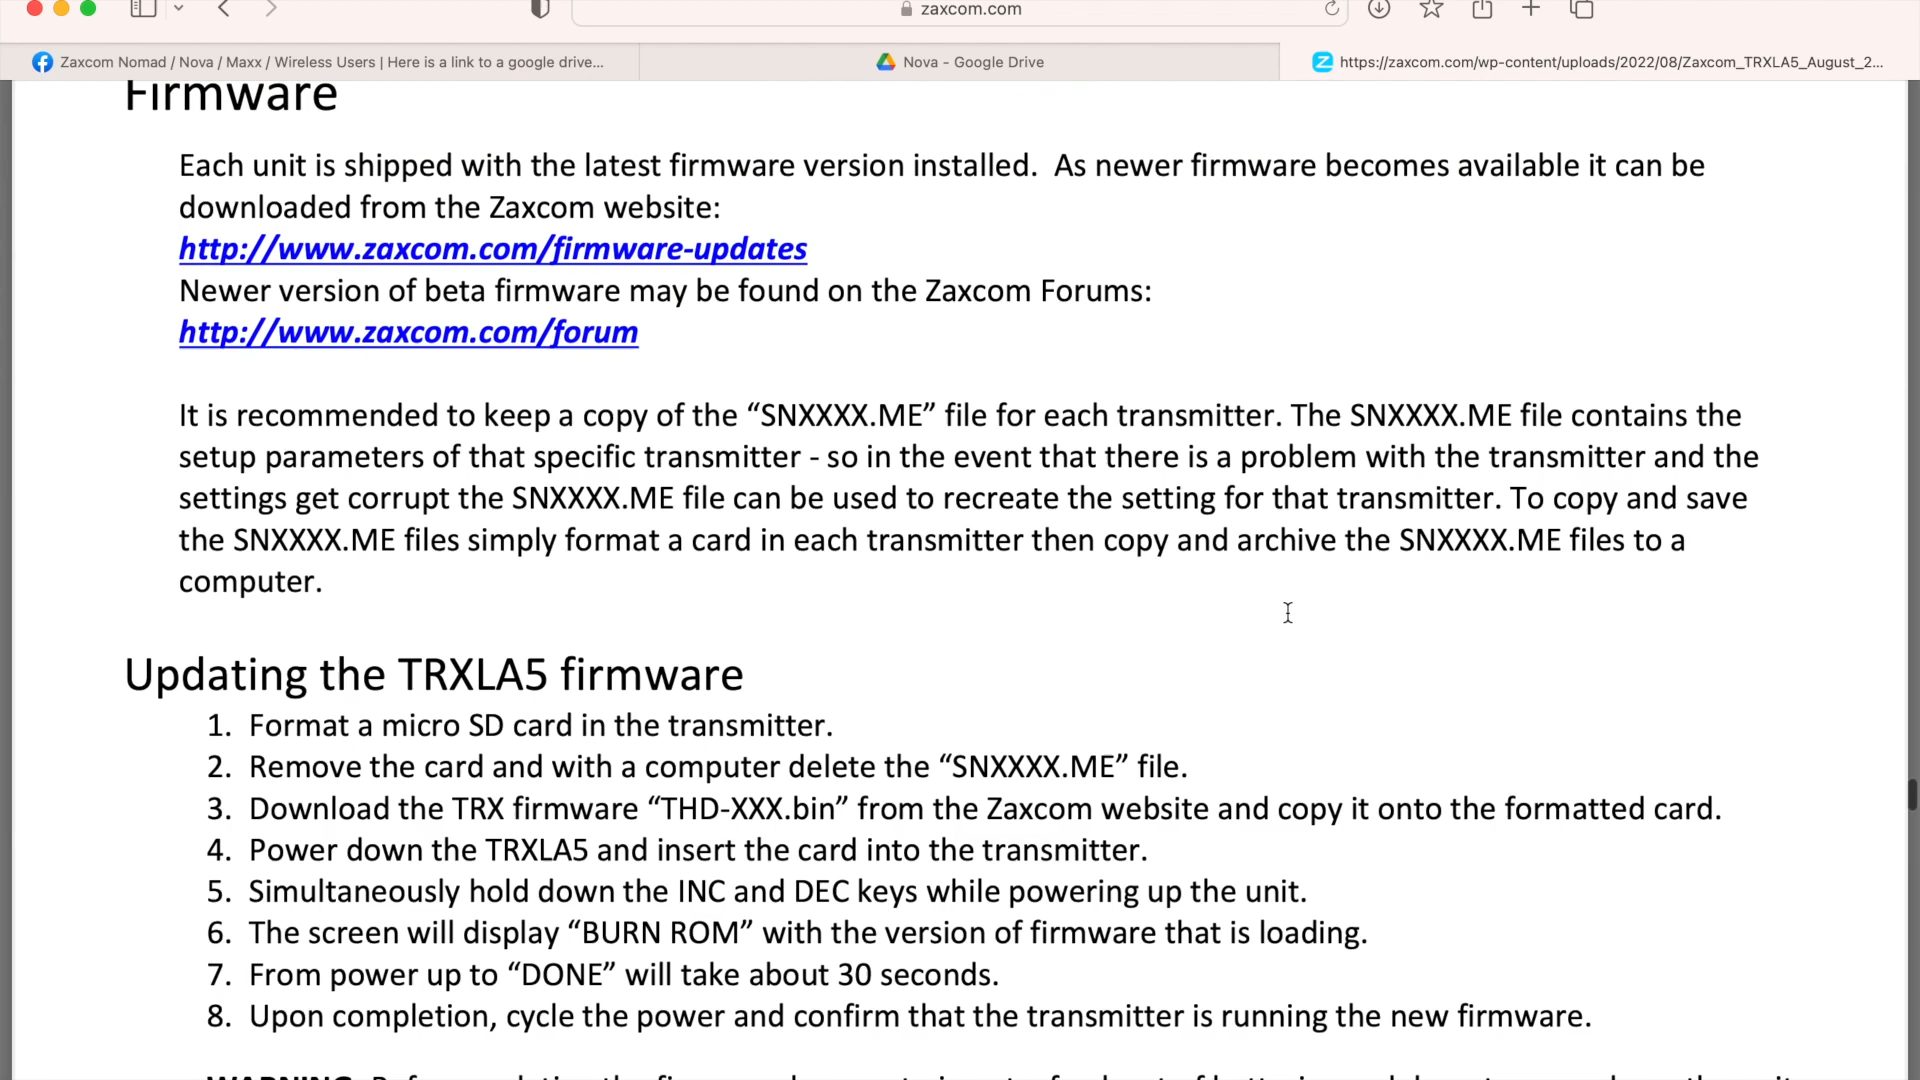 zaxcom.com
Zaxcom Nomad / Nova / Maxx / Wireless Users | Here is a link to a google drive...
Nova - Google Drive
https://zaxcom.com/wp-content/uploads/2022/08/Zaxcom_TRXLA5_August_2...
Firmware
Each unit is shipped with the latest firmware version installed.  As newer firmware becomes available it can be
downloaded from the Zaxcom website:
http://www.zaxcom.com/firmware-updates
Newer version of beta firmware may be found on the Zaxcom Forums:
http://www.zaxcom.com/forum
It is recommended to keep a copy of the “SNXXXX.ME” file for each transmitter. The SNXXXX.ME file contains the
setup parameters of that specific transmitter - so in the event that there is a problem with the transmitter and the
settings get corrupt the SNXXXX.ME file can be used to recreate the setting for that transmitter. To copy and save
the SNXXXX.ME files simply format a card in each transmitter then copy and archive the SNXXXX.ME files to a
computer.
Updating the TRXLA5 firmware
1. Format a micro SD card in the transmitter.
2. Remove the card and with a computer delete the “SNXXXX.ME” file.
3. Download the TRX firmware “THD-XXX.bin” from the Zaxcom website and copy it onto the formatted card.
4. Power down the TRXLA5 and insert the card into the transmitter.
5. Simultaneously hold down the INC and DEC keys while powering up the unit.
6. The screen will display “BURN ROM” with the version of firmware that is loading.
7. From power up to “DONE” will take about 30 seconds.
8. Upon completion, cycle the power and confirm that the transmitter is running the new firmware.